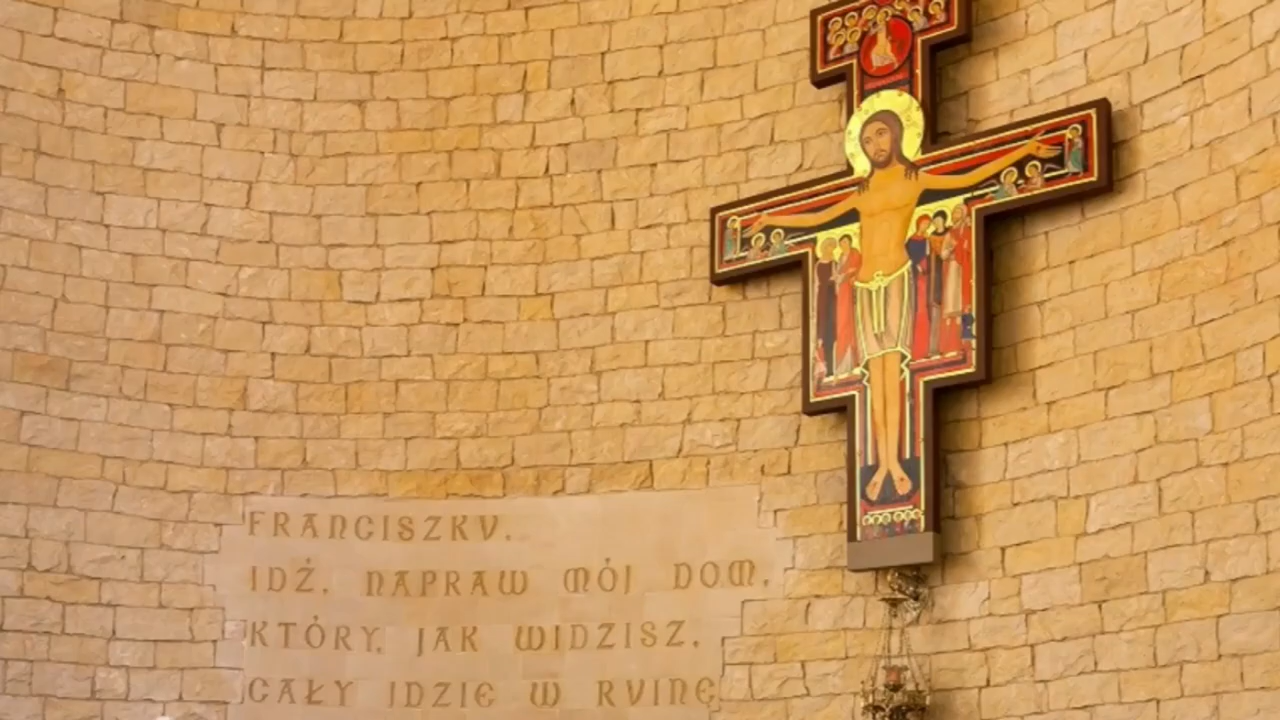 FRANCISZKV,
IDŹ, NAPRAW MÓJ DOM,
KTÓRY, JAK WIDZISZ,
CAŁY IDZIE W RVINĘ